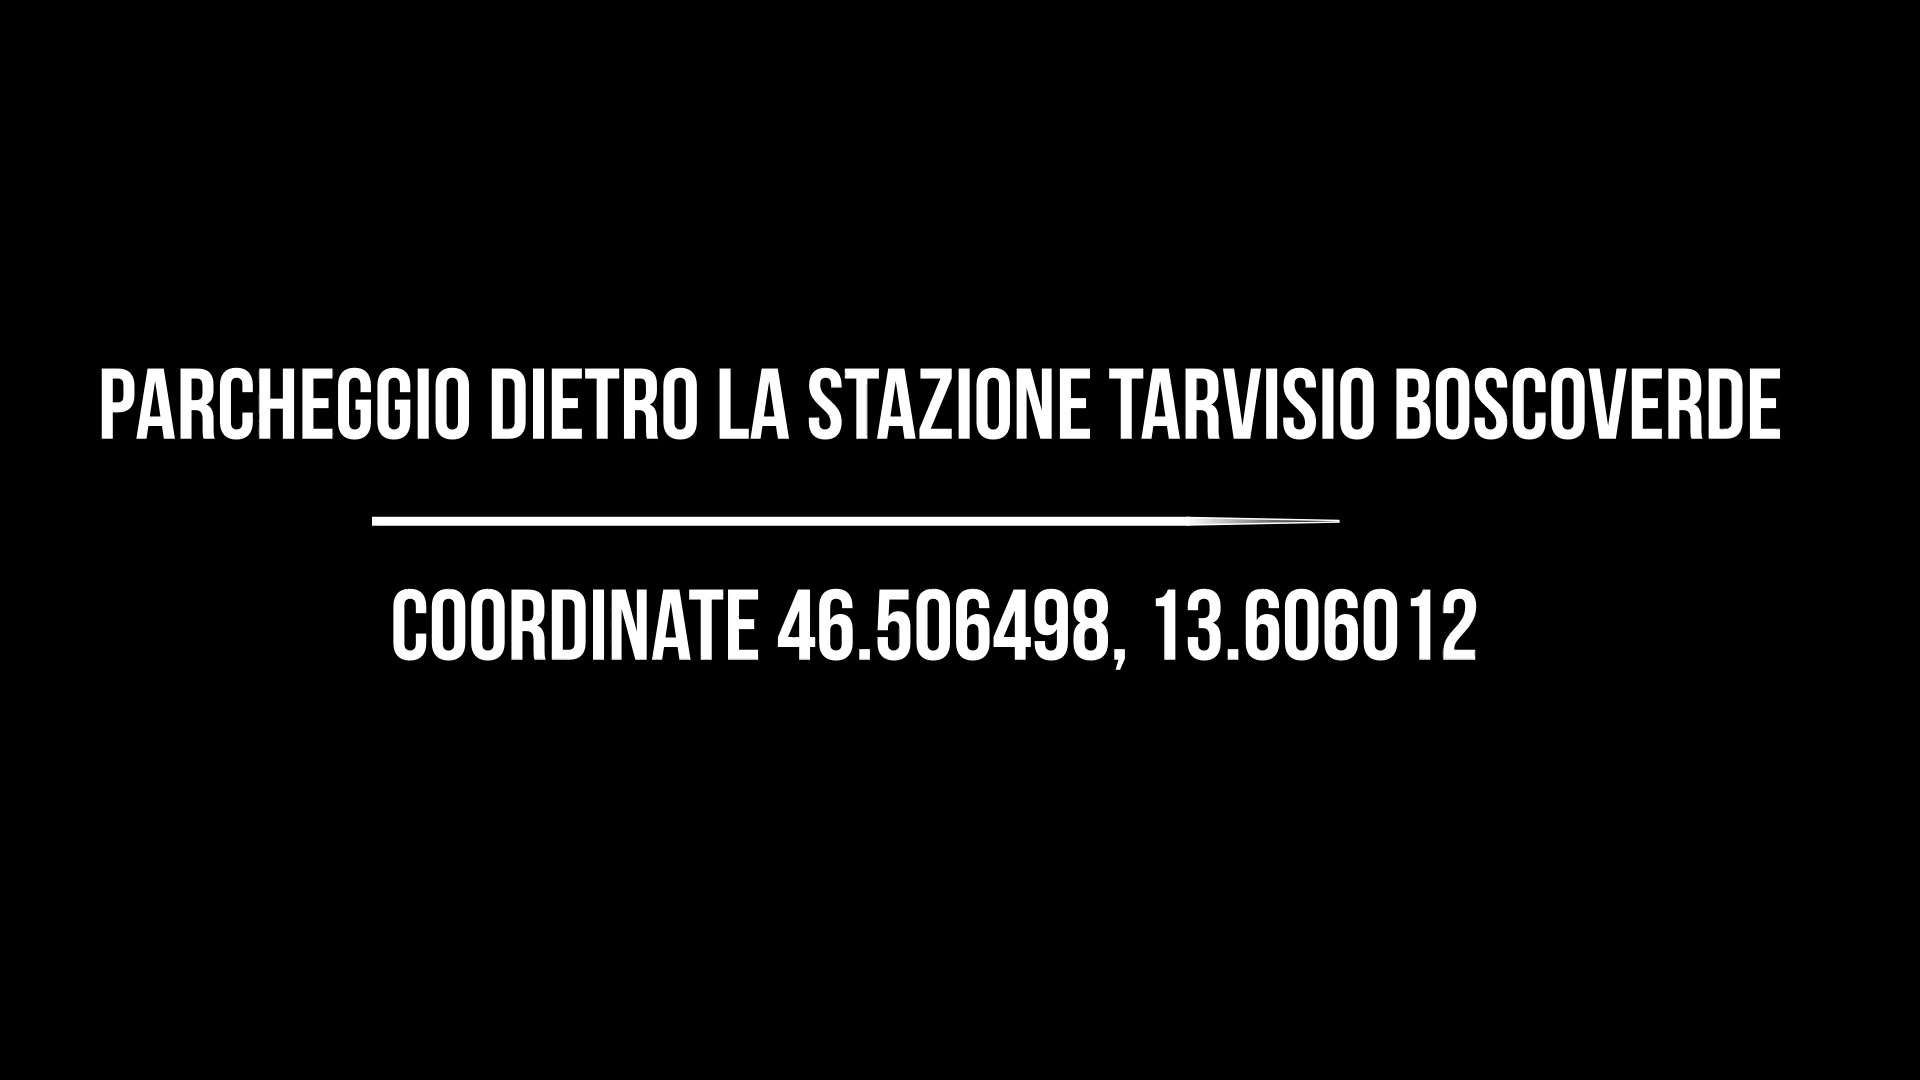 PARCHEGGIO DIETRO LA STAZIONE TARVISIO BOSCOVERDE
COORDINATE 46.506498, 13.606012